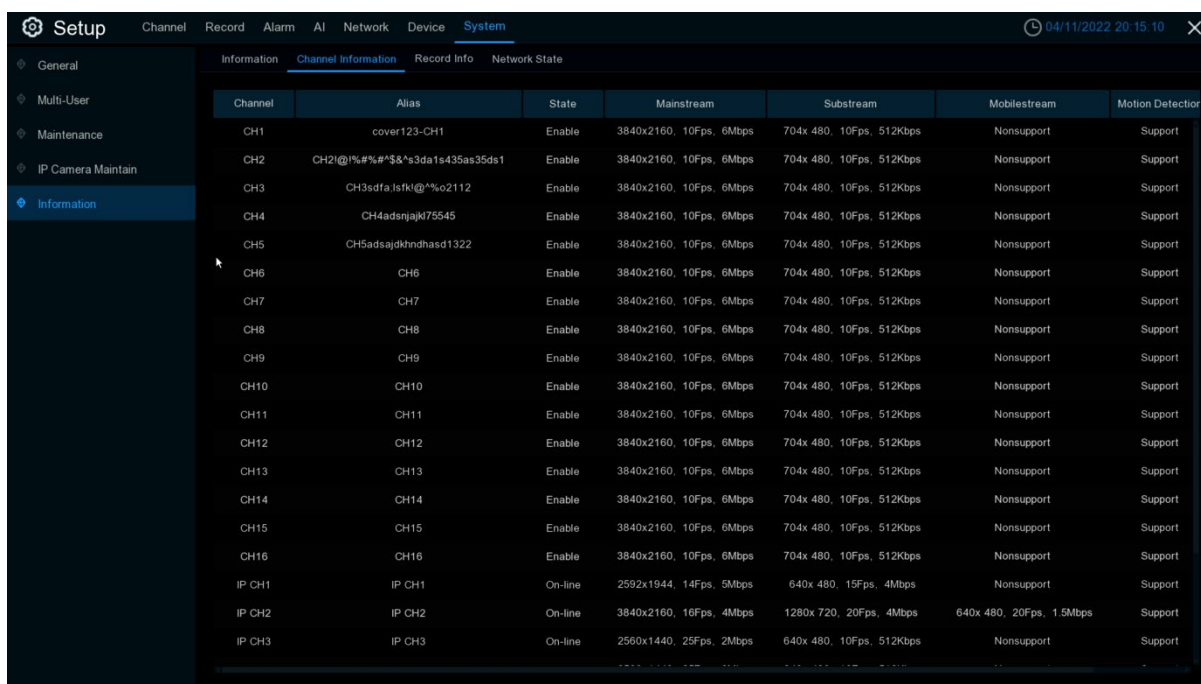 Setup Channel Record Alarm AI Network Device System 04/11/2022 20:15:10
General
Multi-User
Maintenance
IP Camera Maintain
Information
Information Channel Information Record Info Network State
Channel Alias State Mainstream Substream Mobilestream Motion Detection
CH1 cover123-CH1 Enable 3840x2160, 10Fps, 6Mbps 704x 480, 10Fps, 512Kbps Nonsupport Support
CH2 CH2!@!%#%#^$&^s3da1s435as35ds1 Enable 3840x2160, 10Fps, 6Mbps 704x 480, 10Fps, 512Kbps Nonsupport Support
CH3 CH3sdfa;lsfk!@^%o2112 Enable 3840x2160, 10Fps, 6Mbps 704x 480, 10Fps, 512Kbps Nonsupport Support
CH4 CH4adsnjajkl75545 Enable 3840x2160, 10Fps, 6Mbps 704x 480, 10Fps, 512Kbps Nonsupport Support
CH5 CH5adsajdkhndhasd1322 Enable 3840x2160, 10Fps, 6Mbps 704x 480, 10Fps, 512Kbps Nonsupport Support
CH6 CH6 Enable 3840x2160, 10Fps, 6Mbps 704x 480, 10Fps, 512Kbps Nonsupport Support
CH7 CH7 Enable 3840x2160, 10Fps, 6Mbps 704x 480, 10Fps, 512Kbps Nonsupport Support
CH8 CH8 Enable 3840x2160, 10Fps, 6Mbps 704x 480, 10Fps, 512Kbps Nonsupport Support
CH9 CH9 Enable 3840x2160, 10Fps, 6Mbps 704x 480, 10Fps, 512Kbps Nonsupport Support
CH10 CH10 Enable 3840x2160, 10Fps, 6Mbps 704x 480, 10Fps, 512Kbps Nonsupport Support
CH11 CH11 Enable 3840x2160, 10Fps, 6Mbps 704x 480, 10Fps, 512Kbps Nonsupport Support
CH12 CH12 Enable 3840x2160, 10Fps, 6Mbps 704x 480, 10Fps, 512Kbps Nonsupport Support
CH13 CH13 Enable 3840x2160, 10Fps, 6Mbps 704x 480, 10Fps, 512Kbps Nonsupport Support
CH14 CH14 Enable 3840x2160, 10Fps, 6Mbps 704x 480, 10Fps, 512Kbps Nonsupport Support
CH15 CH15 Enable 3840x2160, 10Fps, 6Mbps 704x 480, 10Fps, 512Kbps Nonsupport Support
CH16 CH16 Enable 3840x2160, 10Fps, 6Mbps 704x 480, 10Fps, 512Kbps Nonsupport Support
IP CH1 IP CH1 On-line 2592x1944, 14Fps, 5Mbps 640x 480, 15Fps, 4Mbps Nonsupport Support
IP CH2 IP CH2 On-line 3840x2160, 16Fps, 4Mbps 1280x 720, 20Fps, 4Mbps 640x 480, 20Fps, 1.5Mbps Support
IP CH3 IP CH3 On-line 2560x1440, 25Fps, 2Mbps 640x 480, 10Fps, 512Kbps Nonsupport Support